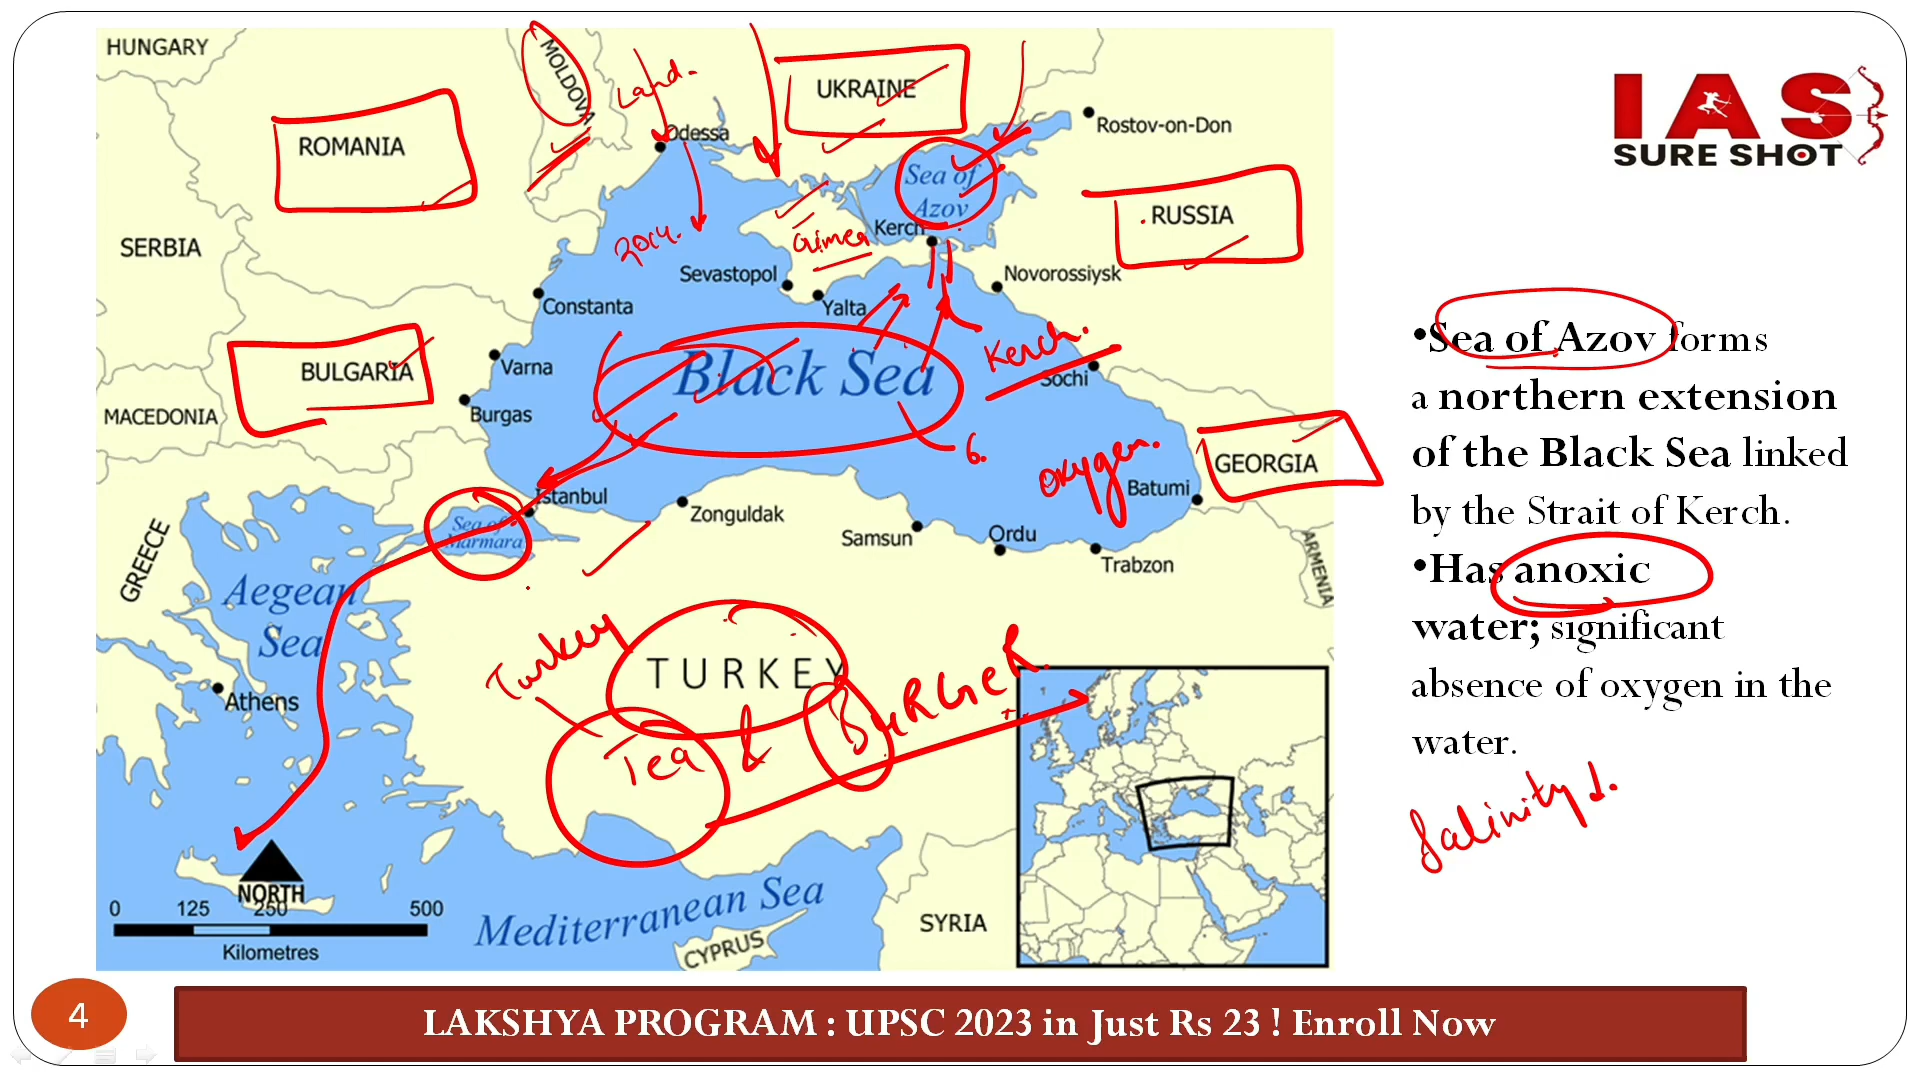 HUNGARY
MOLDOVA
Land.
UKRAINE
ROMANIA
Odessa
Rostov-on-Don
Sea of
Azov
RUSSIA
SERBIA
2014.
Crimea
Kerch
Sevastopol
Novorossiysk
Constanta
Yalta
BULGARIA
Varna
Black Sea
Kerch.
Sochi
MACEDONIA
Burgas
6.
Oxygen.
GEORGIA
Istanbul
Batumi
Sea of
Marmara
Zonguldak
Samsun
Ordu
Trabzon
ARMENIA
GREECE
Aegean
Sea
Turkey
TURKEY
Athens
Tea & BURGER.
NORTH
0 125 250 500
Kilometres
Mediterranean Sea
CYPRUS
SYRIA
IAS
SURE SHOT
•Sea of Azov forms
a northern extension
of the Black Sea linked
by the Strait of Kerch.
•Has anoxic
water; significant
absence of oxygen in the
water.
Salinity ↓.
4
LAKSHYA PROGRAM : UPSC 2023 in Just Rs 23 ! Enroll Now